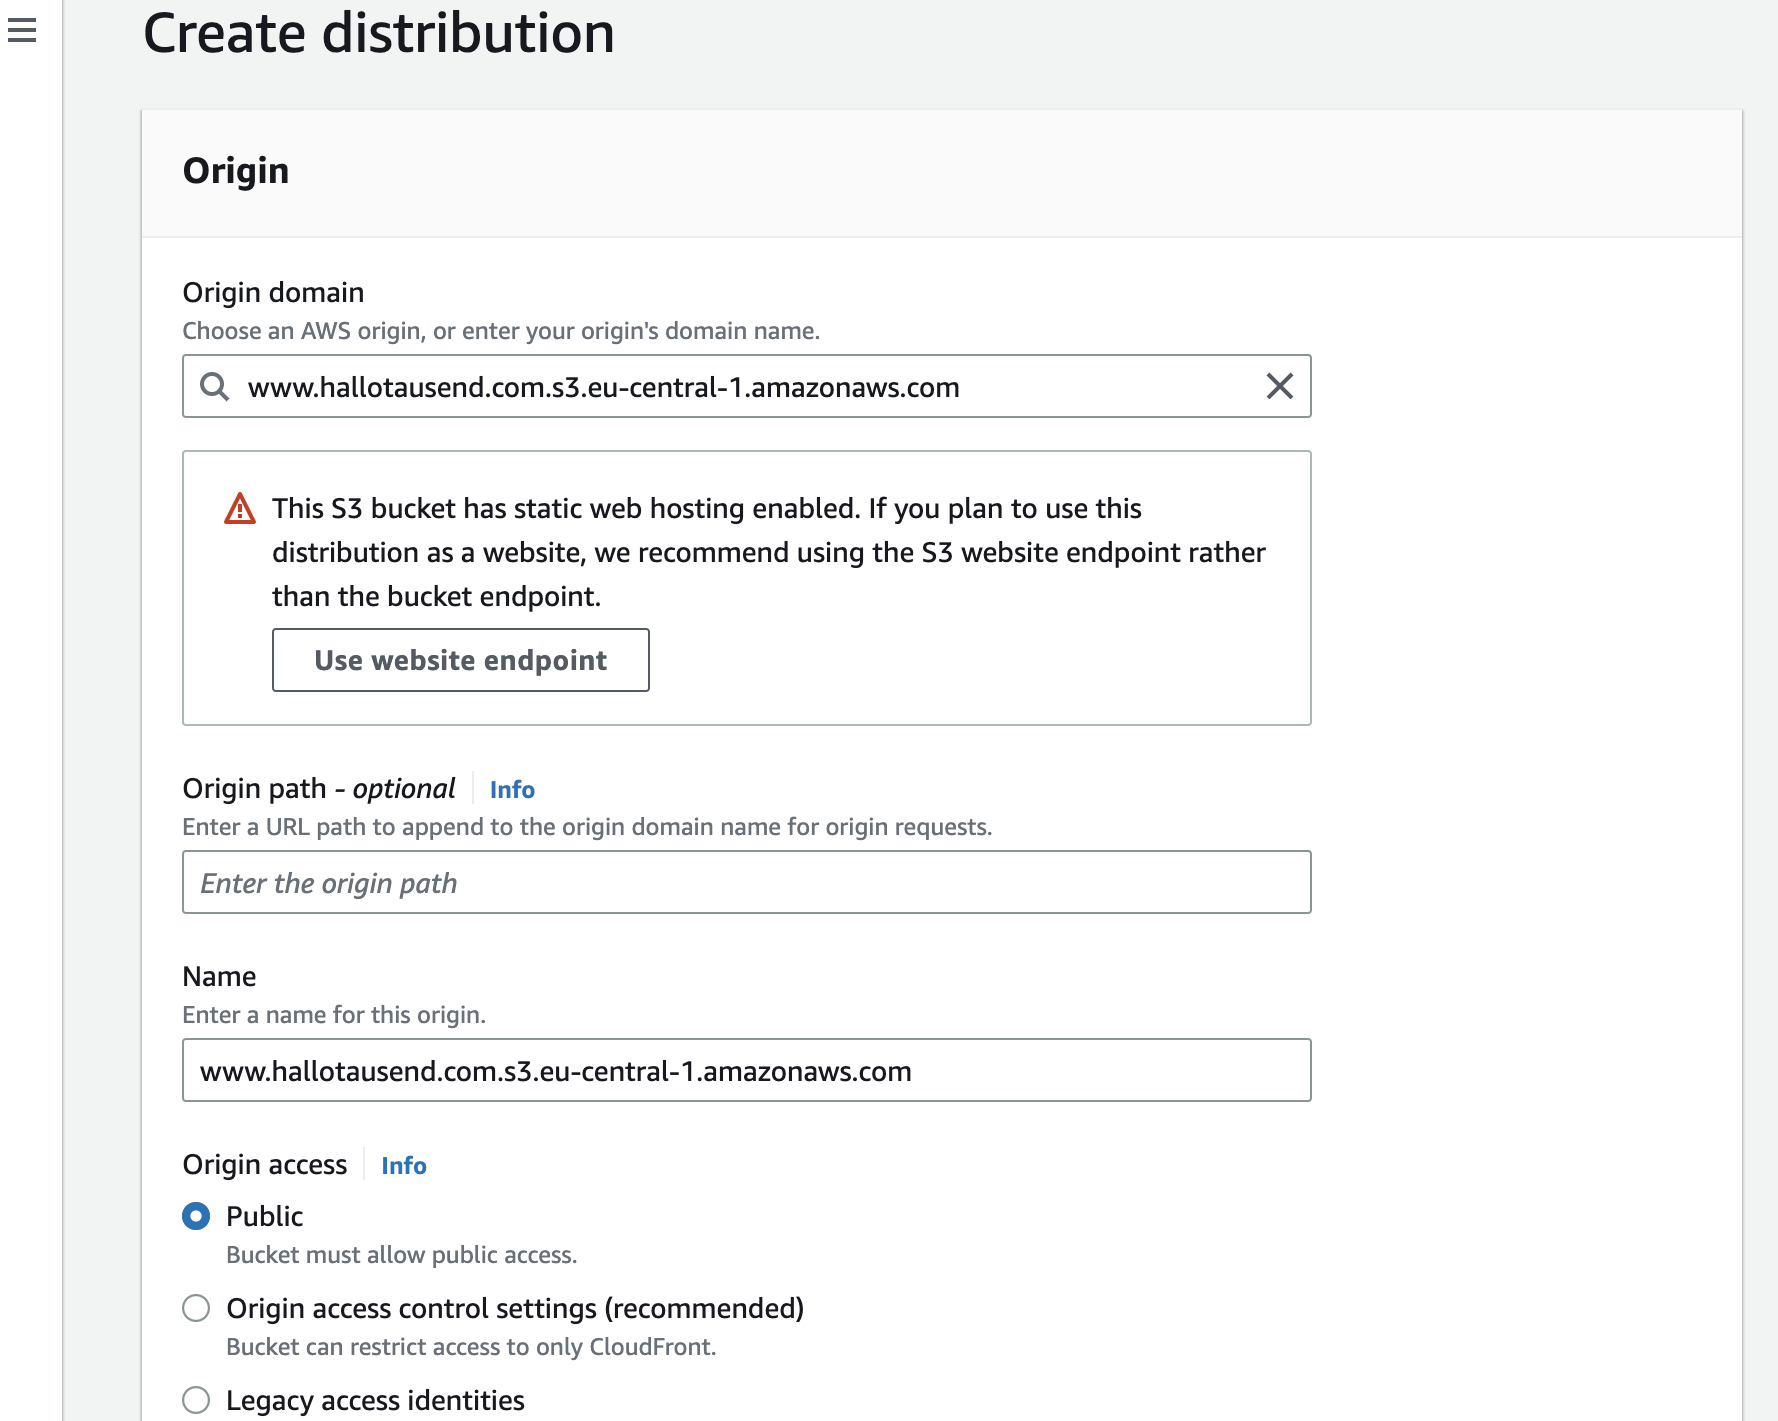 Create distribution
Origin
Origin domain
Choose an AWS origin, or enter your origin's domain name.
www.hallotausend.com.s3.eu-central-1.amazonaws.com
This S3 bucket has static web hosting enabled. If you plan to use this
distribution as a website, we recommend using the S3 website endpoint rather
than the bucket endpoint.
Use website endpoint
Origin path - optional Info
Enter a URL path to append to the origin domain name for origin requests.
Enter the origin path
Name
Enter a name for this origin.
www.hallotausend.com.s3.eu-central-1.amazonaws.com
Origin access Info
Public
Bucket must allow public access.
Origin access control settings (recommended)
Bucket can restrict access to only CloudFront.
Legacy access identities